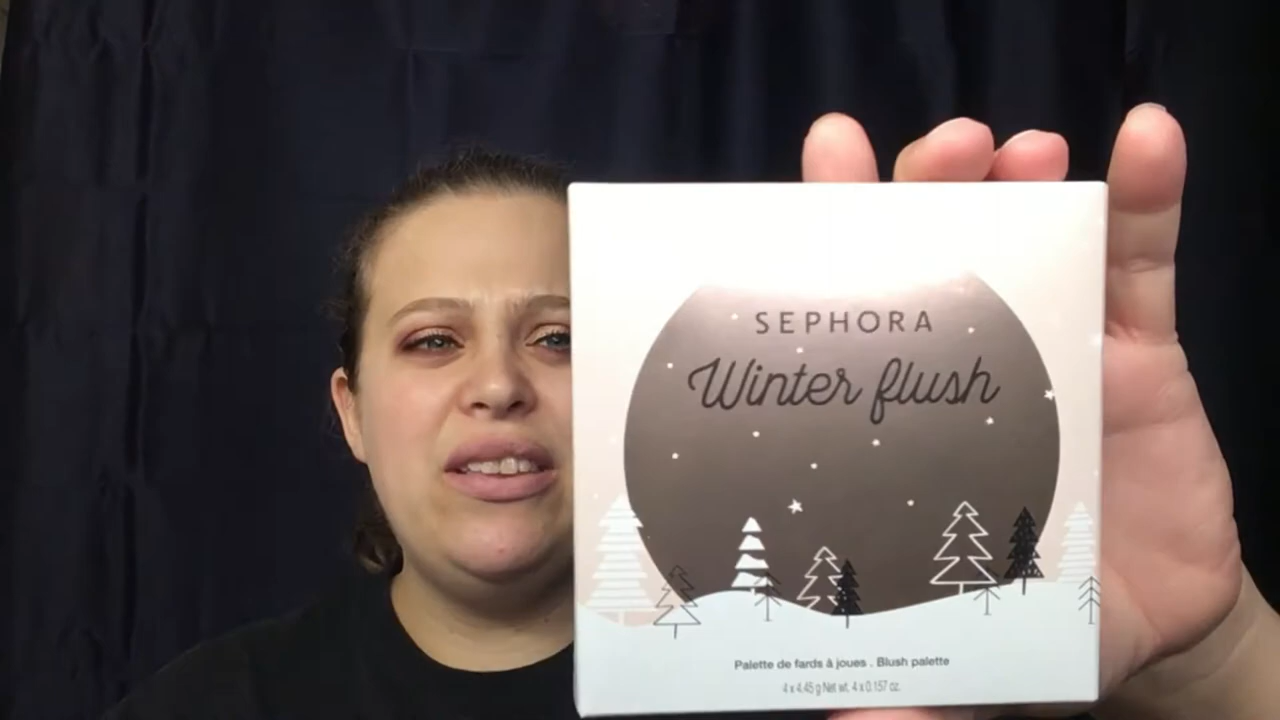 SEPHORA
Winter flush
Palette de fards à joues . Blush palette
4 x 4.45 g Net wt. 4 x 0.157 oz.